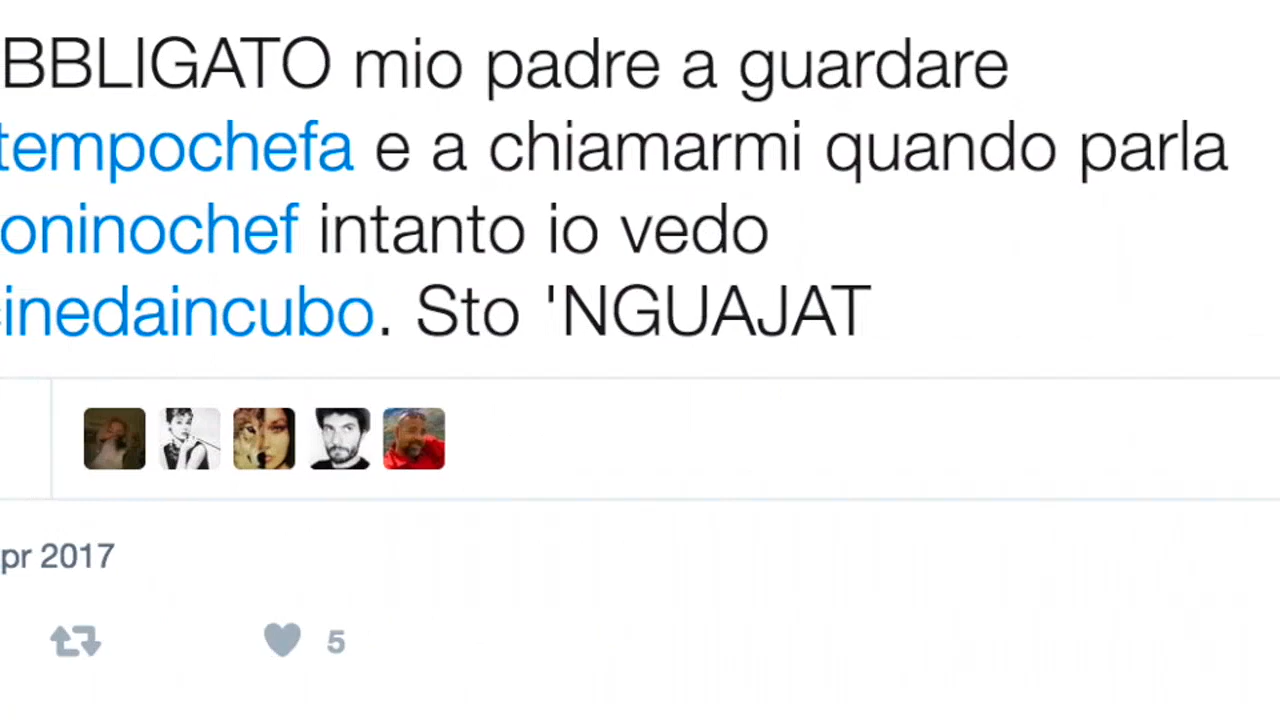 BBLIGATO mio padre a guardare
tempochefa e a chiamarmi quando parla
oninochef intanto io vedo
inedaincubo. Sto 'NGUAJAT
pr 2017
5